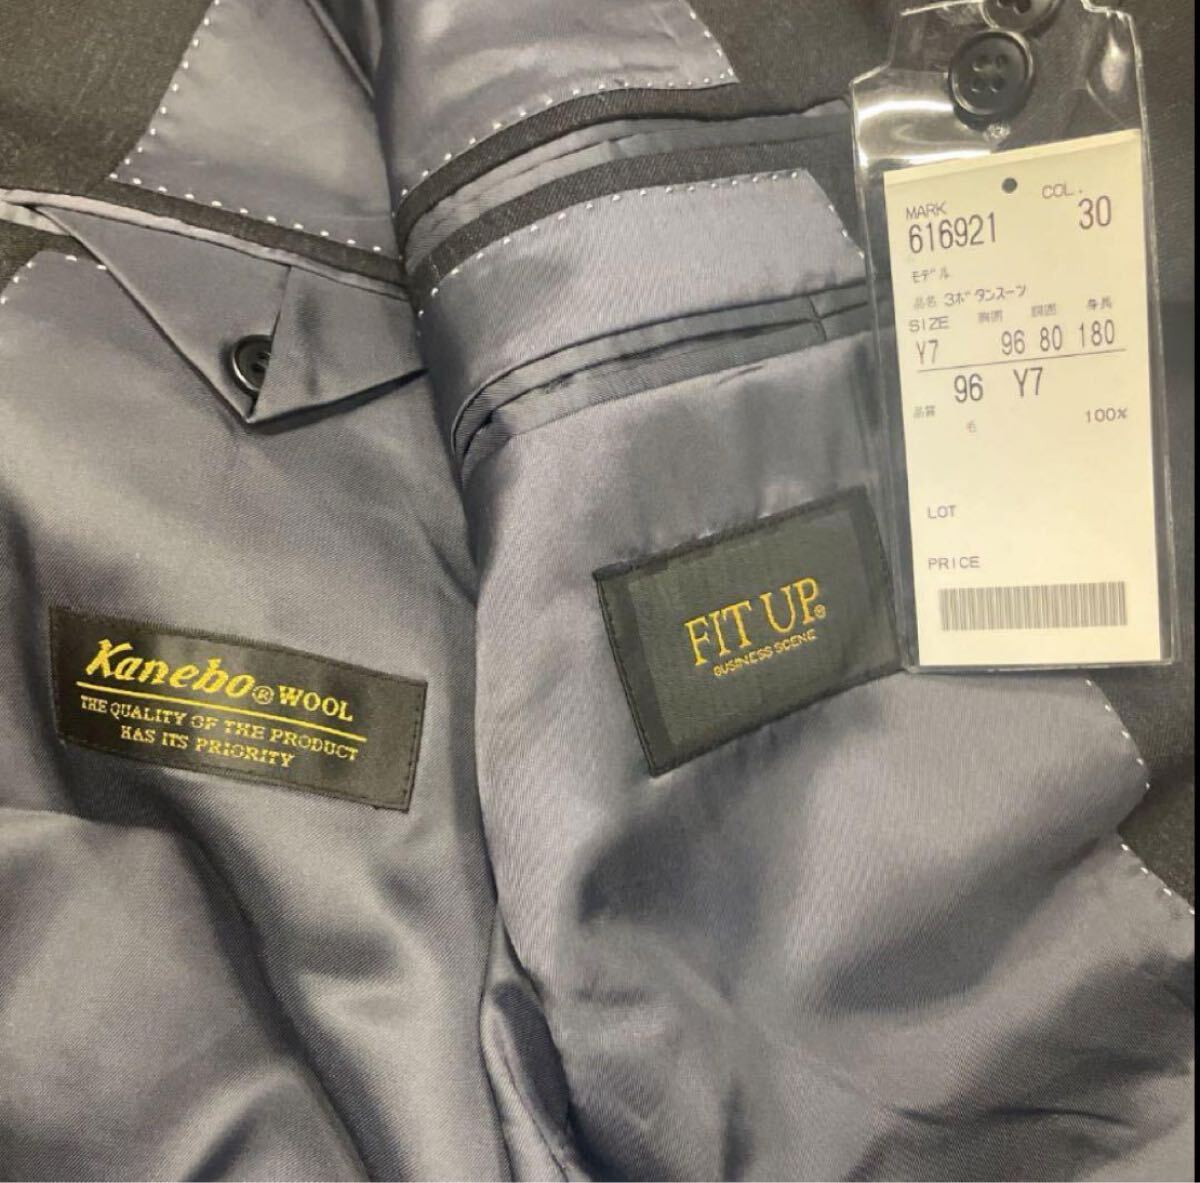 MARK COL.
616921 30
モデル
品名 3ボタンスーツ
SIZE 胸囲 胴囲 身長
Y7 96 80 180
96 Y7
品質 毛 100%
LOT
PRICE
Kanebo® WOOL
THE QUALITY OF THE PRODUCT
HAS ITS PRIORITY
FIT UP®
BUSINESS SCENE